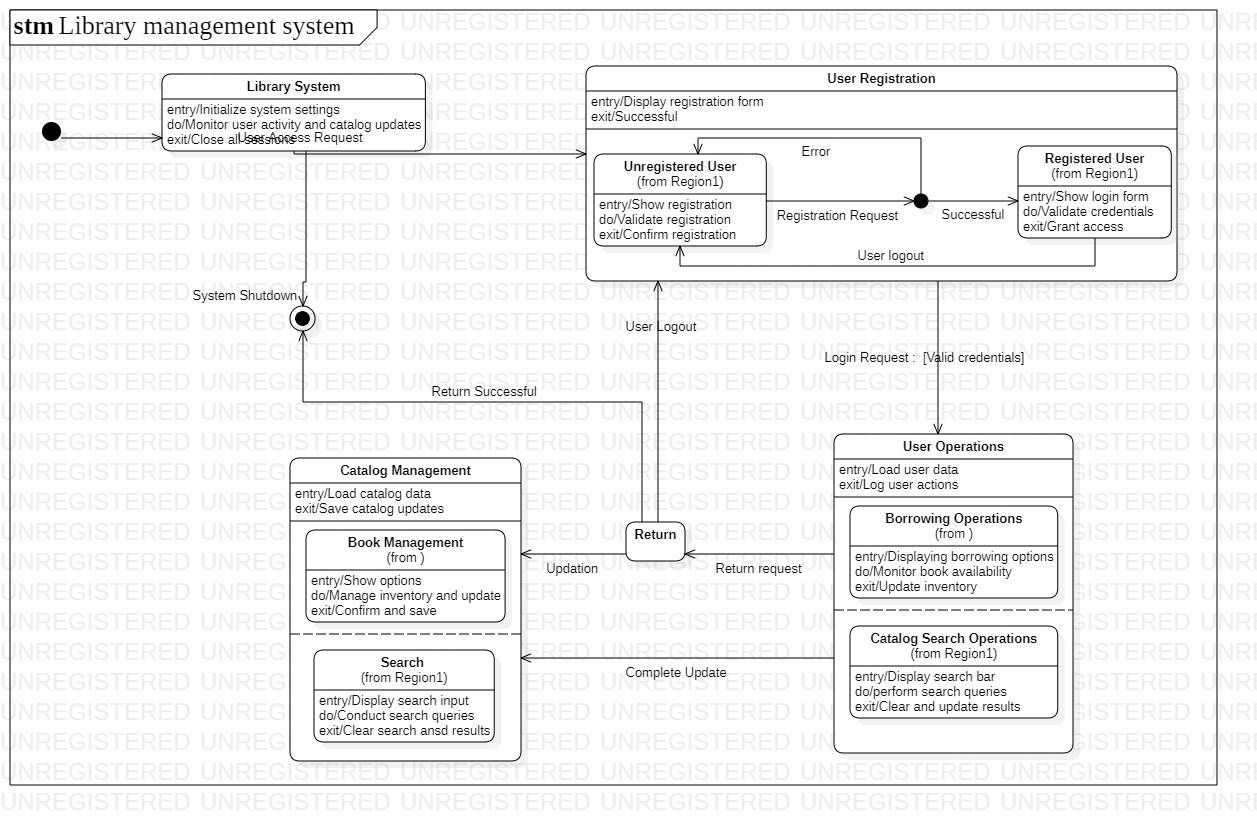 stm Library management system
Library System
entry/Initialize system settings
do/Monitor user activity and catalog updates
exit/Close all sessions
User Access Request
User Registration
entry/Display registration form
exit/Successful
Unregistered User
(from Region1)
entry/Show registration
do/Validate registration
exit/Confirm registration
Error
Registration Request
Successful
Registered User
(from Region1)
entry/Show login form
do/Validate credentials
exit/Grant access
User logout
System Shutdown
User Logout
Login Request : [Valid credentials]
Return Successful
Catalog Management
entry/Load catalog data
exit/Save catalog updates
Book Management
(from )
entry/Show options
do/Manage inventory and update
exit/Confirm and save
Search
(from Region1)
entry/Display search input
do/Conduct search queries
exit/Clear search ansd results
Return
Updation
Return request
Complete Update
User Operations
entry/Load user data
exit/Log user actions
Borrowing Operations
(from )
entry/Displaying borrowing options
do/Monitor book availability
exit/Update inventory
Catalog Search Operations
(from Region1)
entry/Display search bar
do/perform search queries
exit/Clear and update results
UNREGISTERED